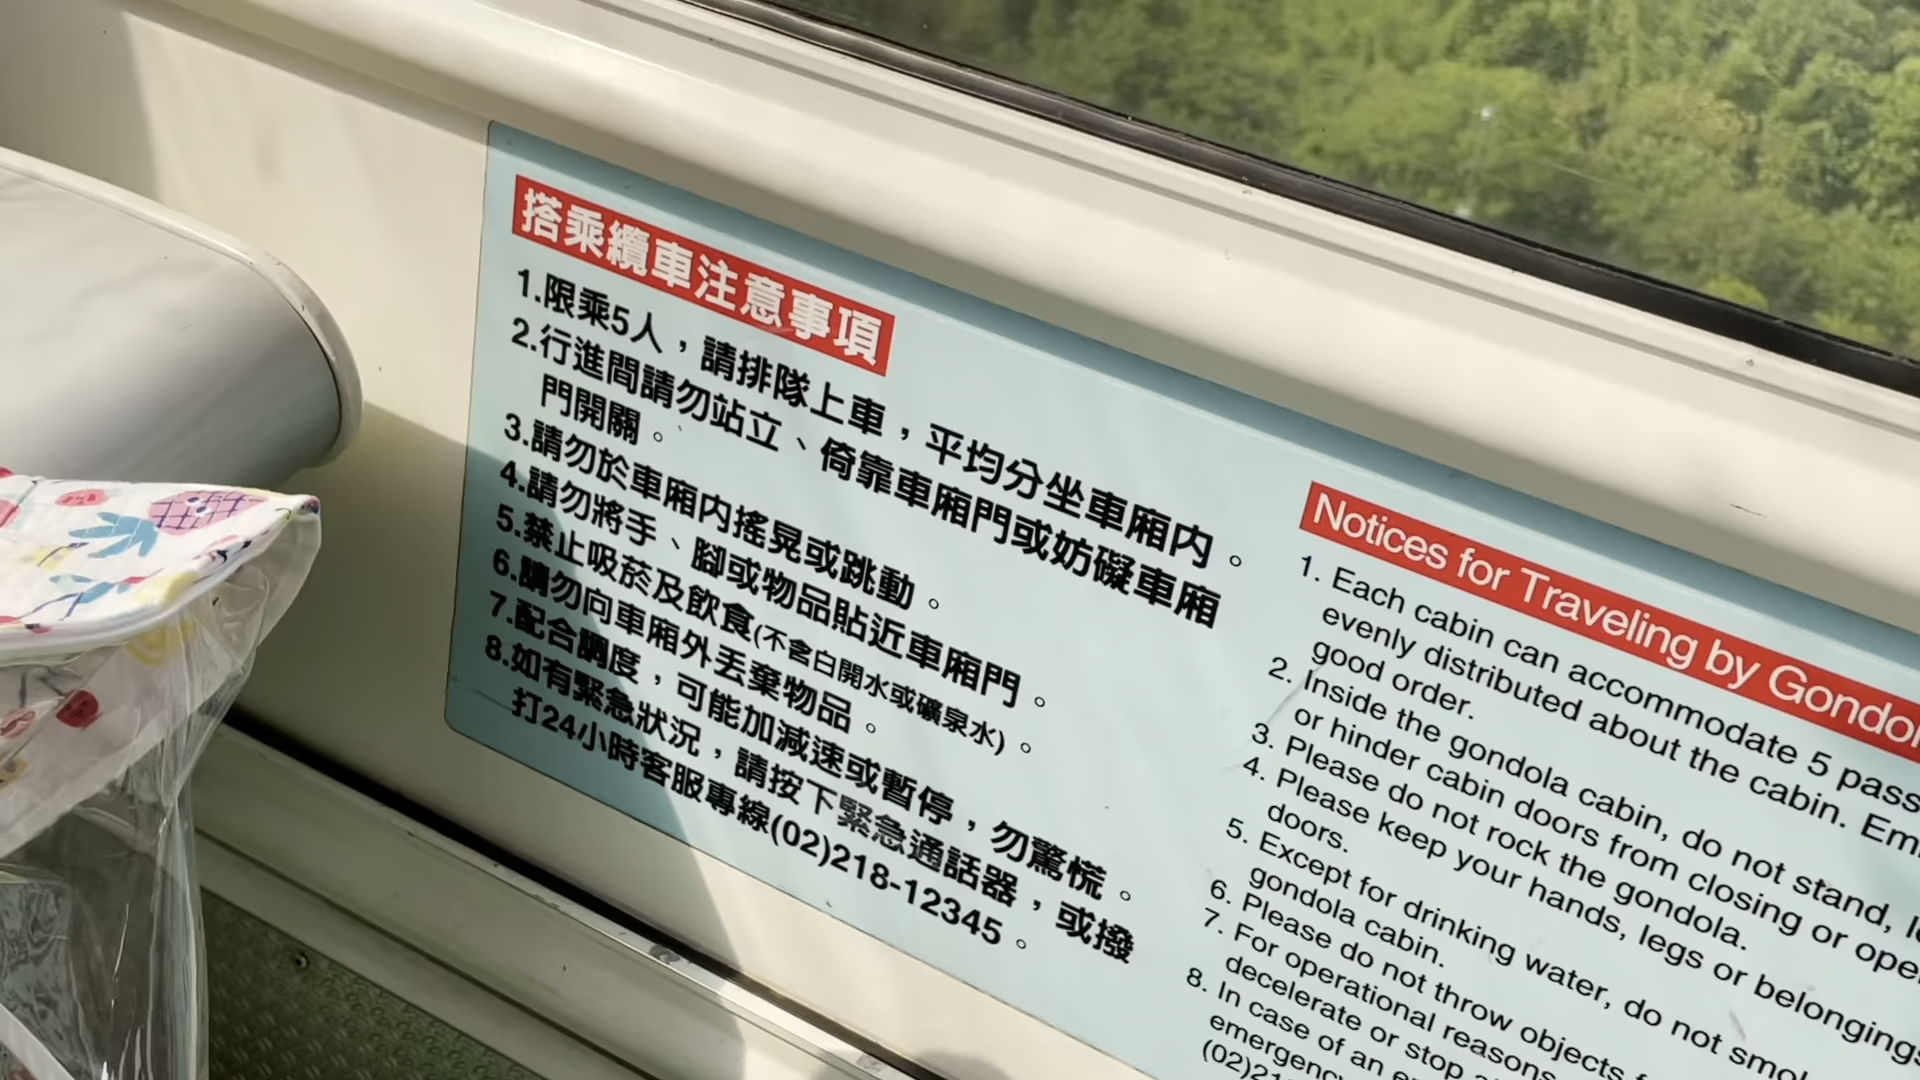 搭乘纜車注意事項
1.限乘5人，請排隊上車，平均分坐車廂內。
2.行進間請勿站立、倚靠車廂門或妨礙車廂
門開關。
3.請勿於車廂內搖晃或跳動。
4.請勿將手、腳或物品貼近車廂門。
5.禁止吸菸及飲食(不含白開水或礦泉水)。
6.請勿向車廂外丟棄物品。
7.配合調度，可能加減速或暫停，勿驚慌。
8.如有緊急狀況，請按下緊急通話器，或撥
打24小時客服專線(02)218-12345。
Notices for Traveling by
1. Each cabin can accommodate 5
evenly distributed about the cabin.
good order.
2. Inside the gondola cabin, do not stand,
or hinder cabin doors from closing or
3. Please do not rock the gondola.
4. Please keep your hands, legs or belongings
doors.
5. Except for drinking water, do not
gondola cabin.
6. Please do not throw objects
7. For operational reasons
decelerate or stop
8. In case of an